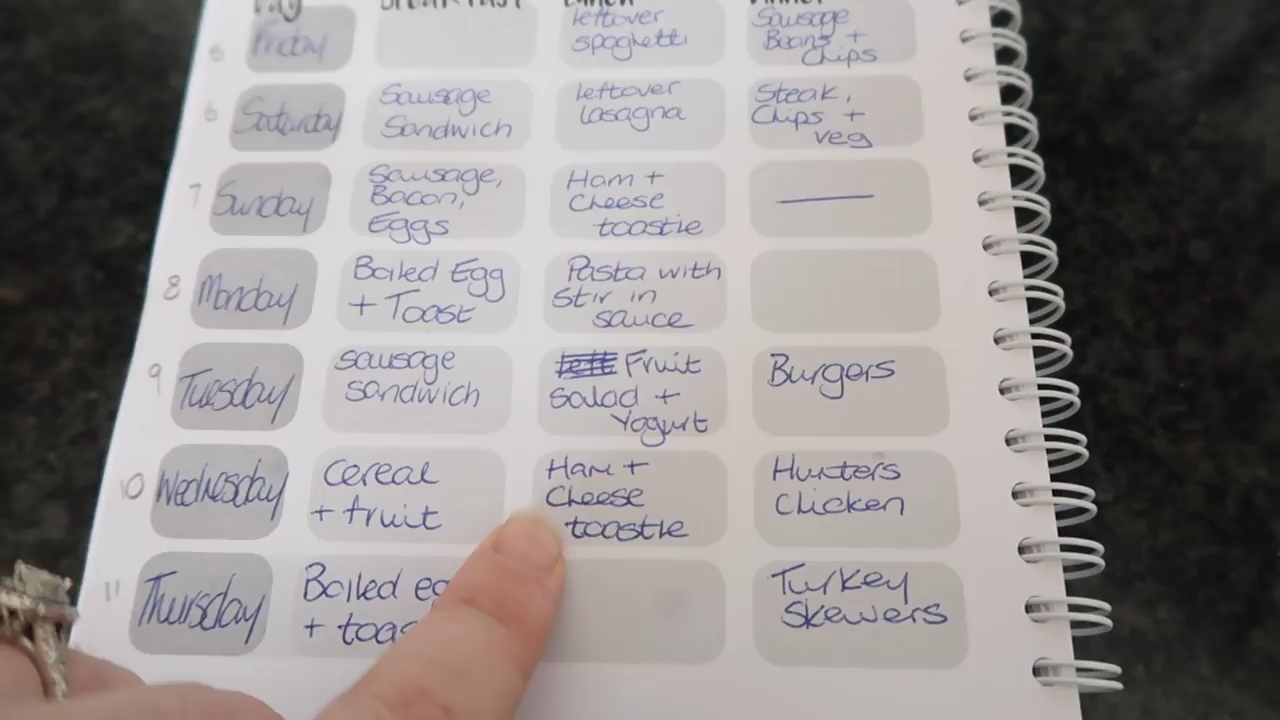 Friday
leftover
spaghetti
Sausage
Beans +
Chips
6 Saturday
Sausage
Sandwich
leftover
lasagna
Steak,
Chips +
veg
7 Sunday
Sausage,
Bacon,
Eggs
Ham +
Cheese
toastie
8 Monday
Boiled Egg
+ Toast
Pasta with
Stir in
sauce
9 Tuesday
sausage
sandwich
Fruit
Salad +
Yogurt
Burgers
10 Wednesday
Cereal
+ fruit
Ham +
Cheese
toastie
Hunters
Chicken
11 Thursday
Boiled
+
Turkey
Skewers